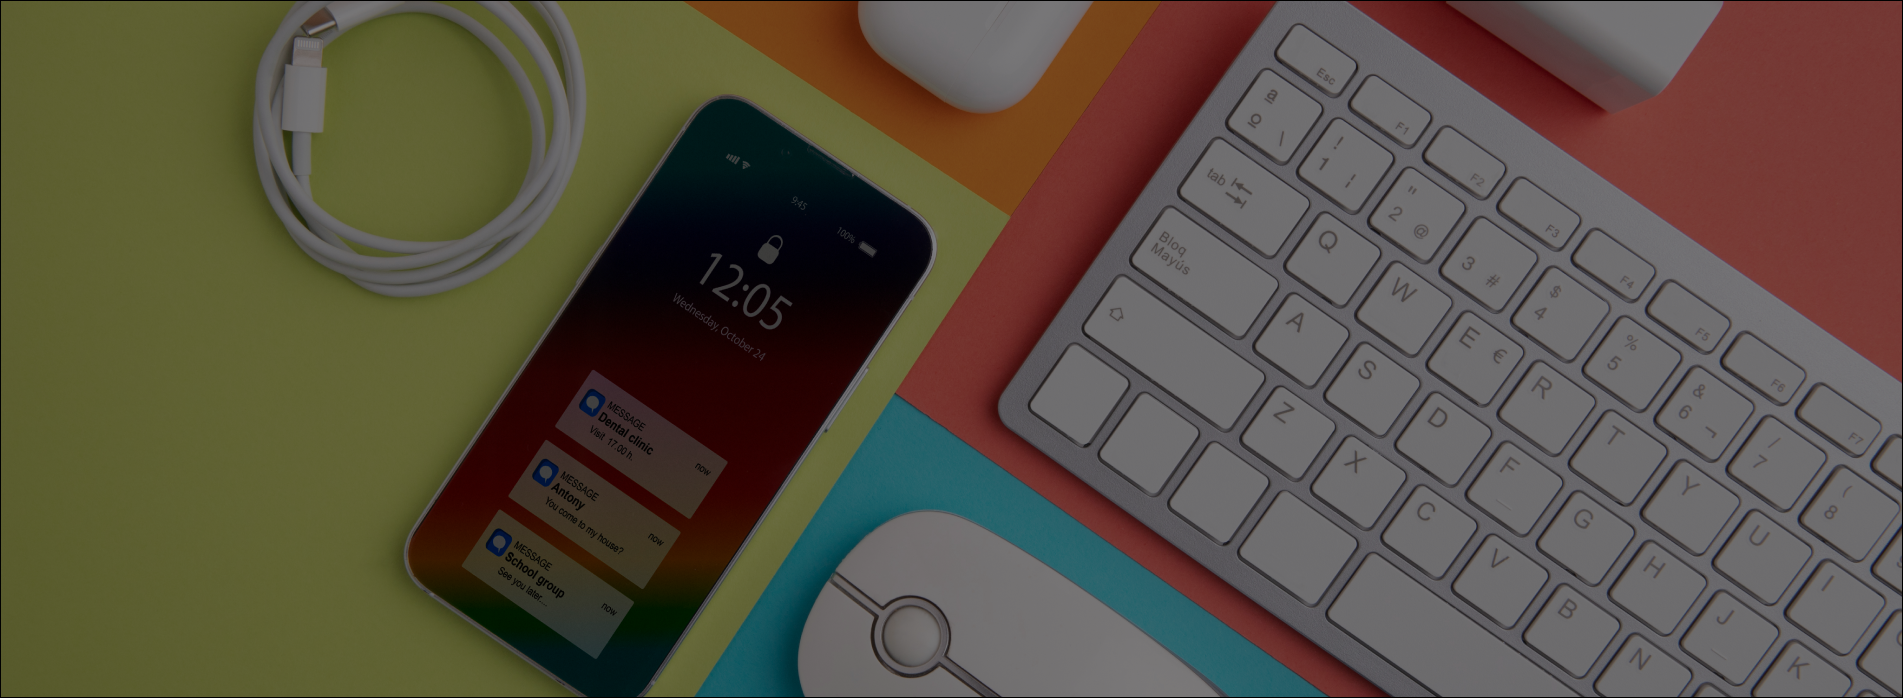 9:45
100%
12:05
Wednesday, October 24
MESSAGE
Dental clinic
now
Visit 17.00 h.
MESSAGE
Antony
now
You come to my house?
MESSAGE
School group
now
See you later...
Esc
F1
F2
F3
F4
F5
F6
F7
ª º \
! 1 ¡
" 2 @
3 #
$ 4
% 5
& 6 ¬
/ 7
( 8
tab
Q
W
E €
R
T
Y
U
I
Bloq
Mayús
A
S
D
F
G
H
J
K
Z
X
C
V
B
N